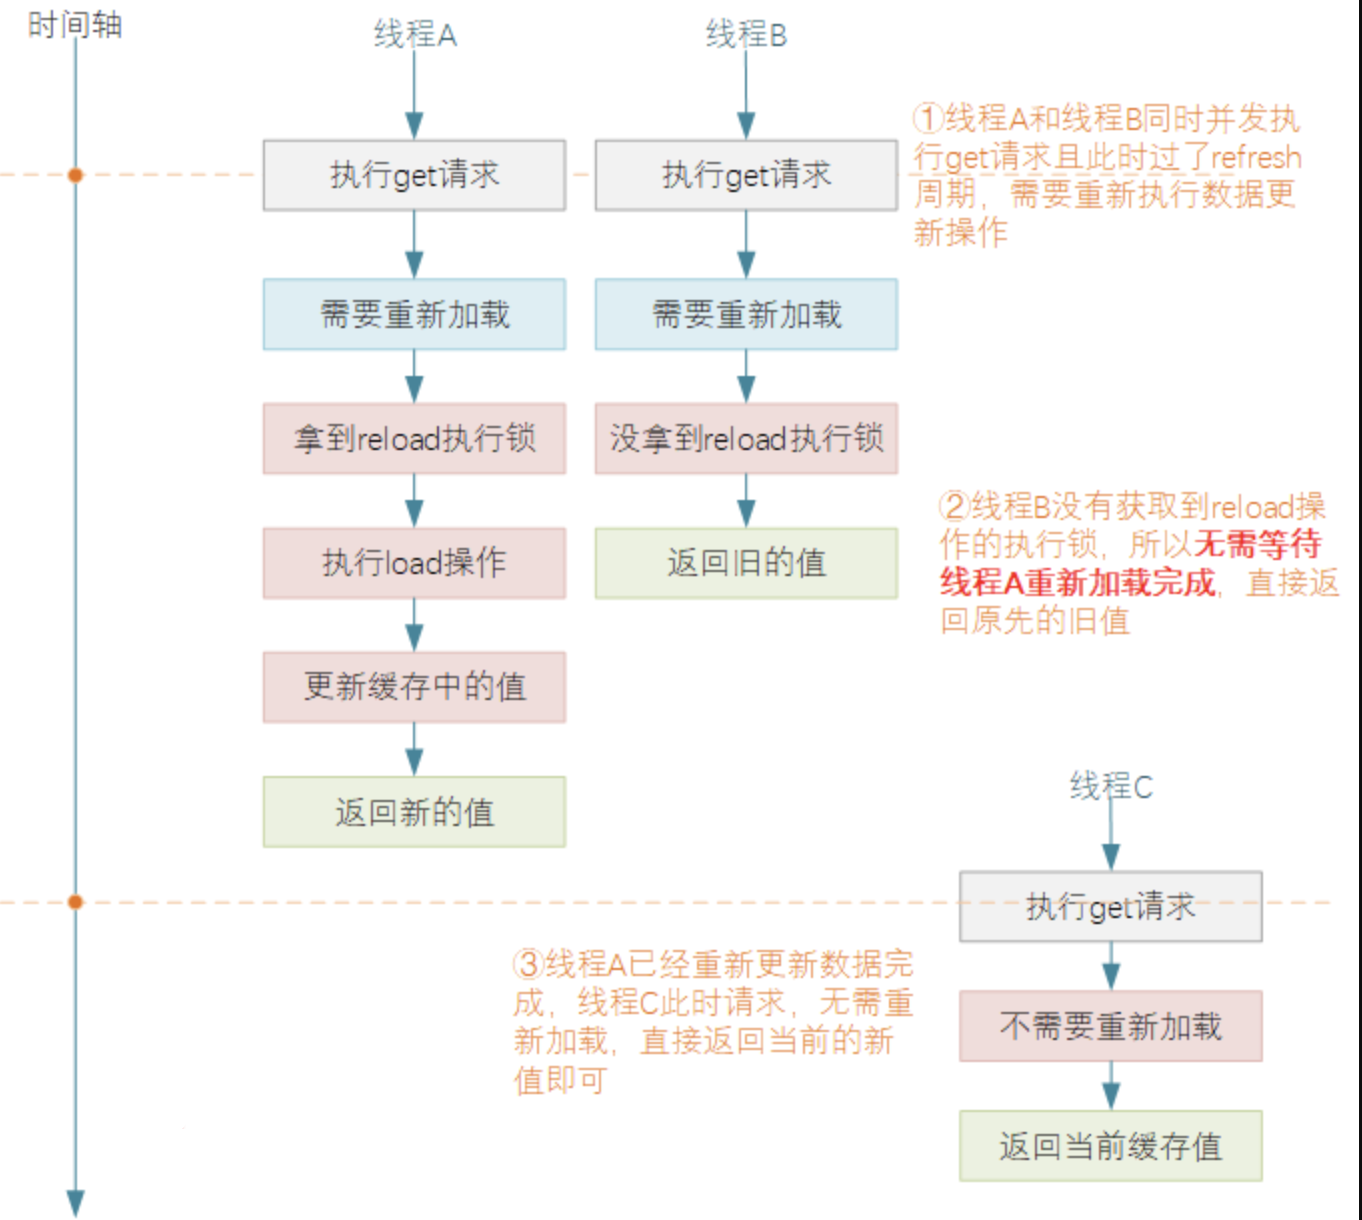 时间轴
线程A
线程B
执行get请求
执行get请求
①线程A和线程B同时并发执
行get请求且此时过了refresh
周期，需要重新执行数据更
新操作
需要重新加载
需要重新加载
拿到reload执行锁
没拿到reload执行锁
②线程B没有获取到reload操
作的执行锁，所以无需等待
线程A重新加载完成，直接返
回原先的旧值
执行load操作
返回旧的值
更新缓存中的值
返回新的值
线程C
执行get请求
③线程A已经重新更新数据完
成，线程C此时请求，无需重
新加载，直接返回当前的新
值即可
不需要重新加载
返回当前缓存值